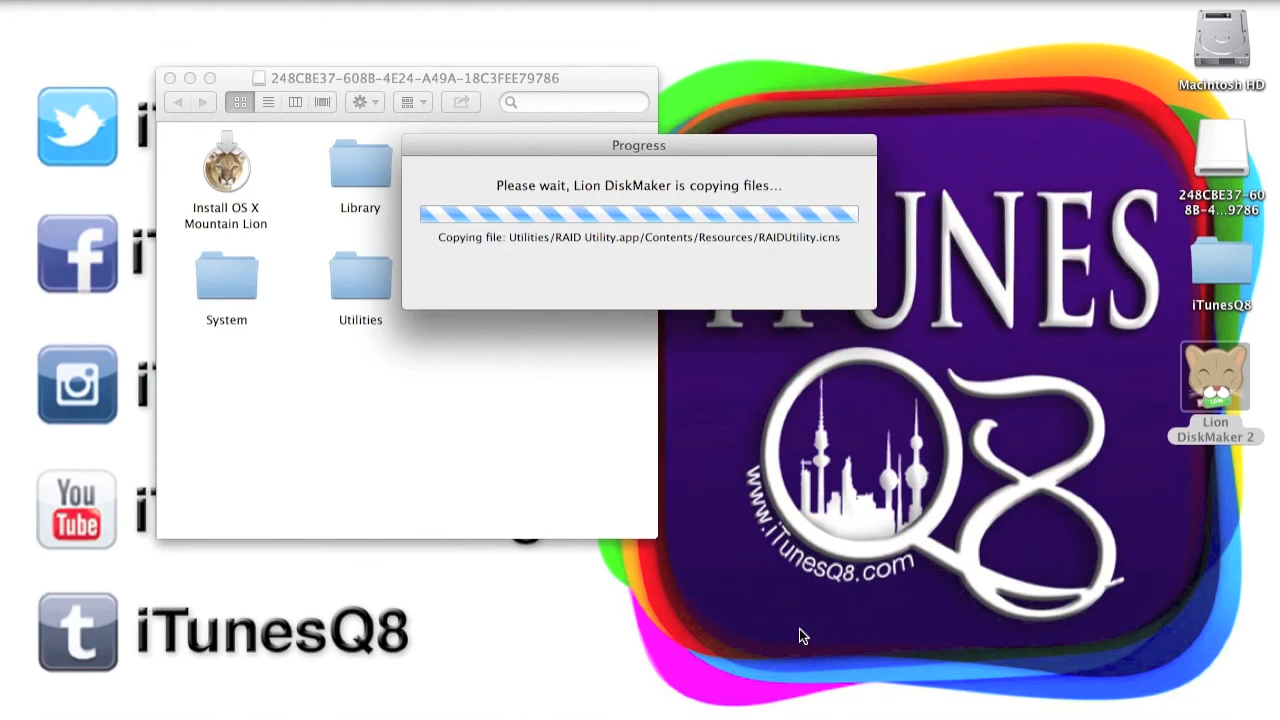 248CBE37-608B-4E24-A49A-18C3FEE79786
Install OS X
Mountain Lion
Library
System
Utilities
Progress
Please wait, Lion DiskMaker is copying files...
Copying file: Utilities/RAID Utility.app/Contents/Resources/RAIDUtility.icns
Macintosh HD
248CBE37-60
8B-4...9786
iTunesQ8
LDM
Lion
DiskMaker 2
You
Tube
iTunesQ8
iTUNES
Q8
www.iTunesQ8.com